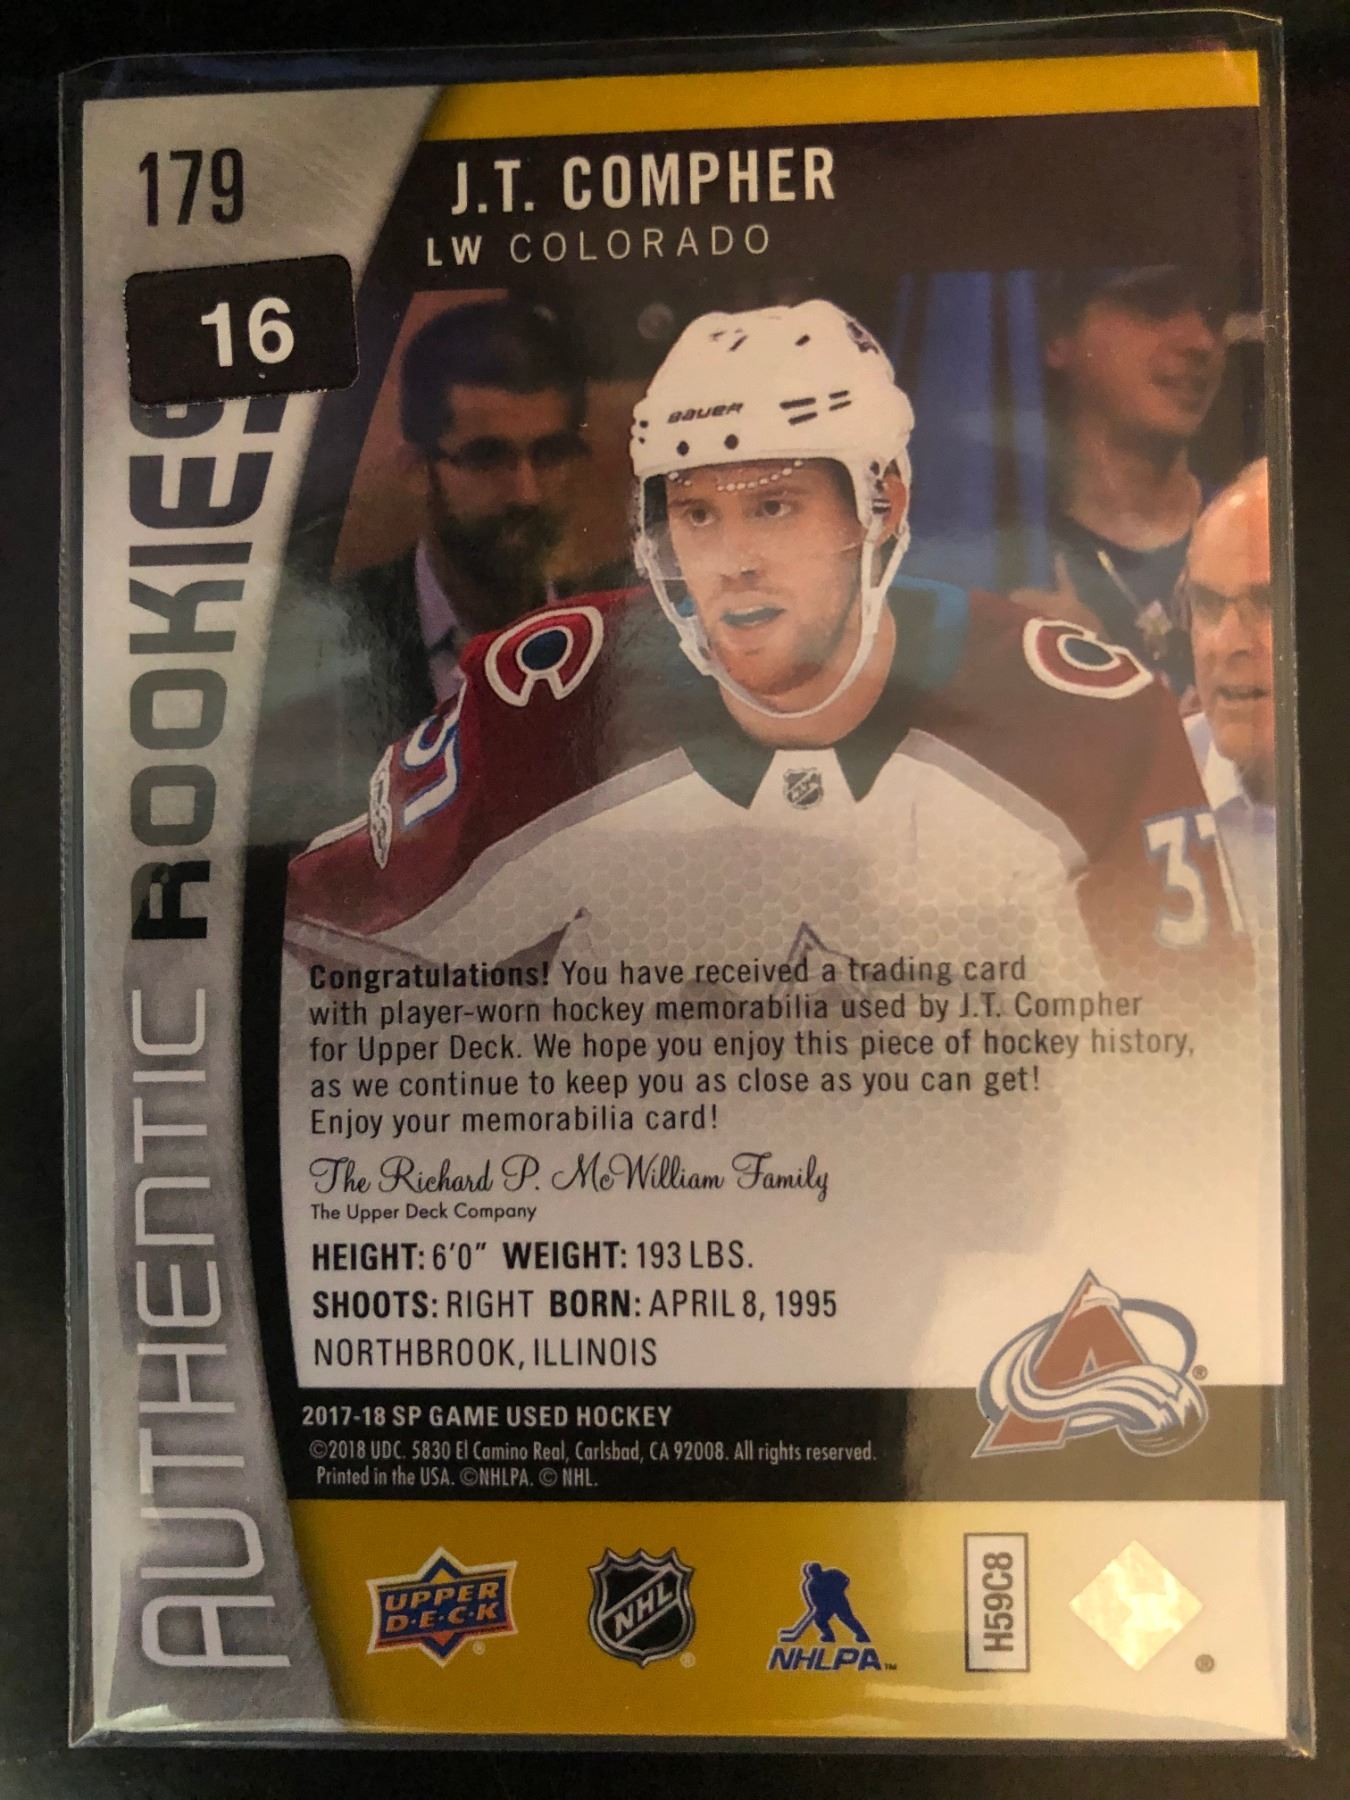 179
J.T. COMPHER
LW COLORADO
16
AUTHENTIC ROOKIES
BAUER
37
Congratulations! You have received a trading card
with player-worn hockey memorabilia used by J.T. Compher
for Upper Deck. We hope you enjoy this piece of hockey history,
as we continue to keep you as close as you can get!
Enjoy your memorabilia card!
The Richard P. McWilliam Family
The Upper Deck Company
HEIGHT: 6'0" WEIGHT: 193 LBS.
SHOOTS: RIGHT BORN: APRIL 8, 1995
NORTHBROOK, ILLINOIS
2017-18 SP GAME USED HOCKEY
©2018 UDC. 5830 El Camino Real, Carlsbad, CA 92008. All rights reserved.
Printed in the USA. ©NHLPA. © NHL.
UPPER
D·E·C·K ®
NHL ®
NHLPA™
H59C8
®
A ®